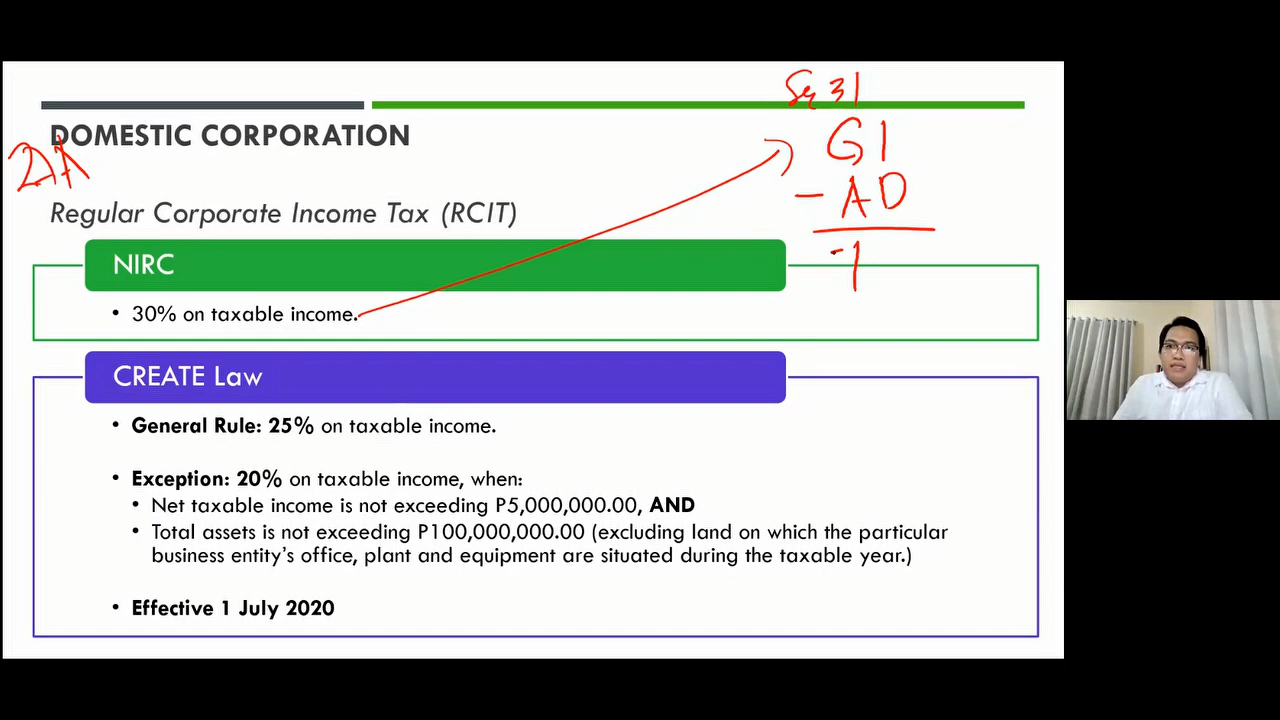 Sec 31
DOMESTIC CORPORATION
GI
- AD
Regular Corporate Income Tax (RCIT)
NIRC
• 30% on taxable income.
CREATE Law
• General Rule: 25% on taxable income.
• Exception: 20% on taxable income, when:
• Net taxable income is not exceeding P5,000,000.00, AND
• Total assets is not exceeding P100,000,000.00 (excluding land on which the particular
business entity's office, plant and equipment are situated during the taxable year.)
• Effective 1 July 2020